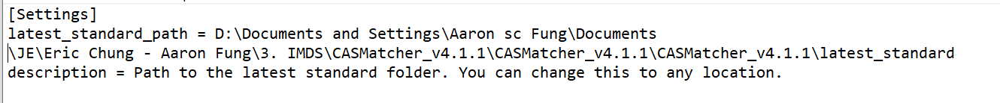 [Settings]
latest_standard_path = D:\Documents and Settings\Aaron sc Fung\Documents
\JE\Eric Chung - Aaron Fung\3. IMDS\CASMatcher_v4.1.1\CASMatcher_v4.1.1\CASMatcher_v4.1.1\latest_standard
description = Path to the latest standard folder. You can change this to any location.